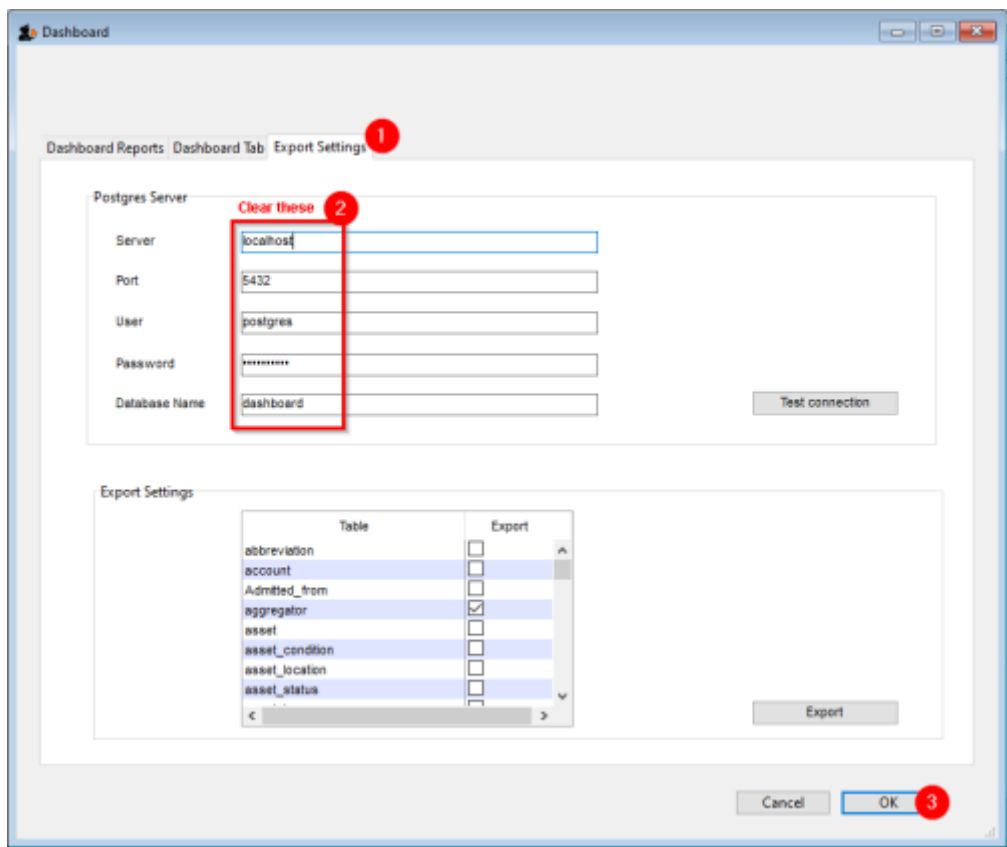 Dashboard
Dashboard Reports Dashboard Tab Export Settings 1
Postgres Server
Clear these 2
Server localhost
Port 5432
User postgres
Password ••••••••••
Database Name dashboard Test connection
Export Settings
Table Export
abbreviation
account
Admitted_from
aggregator
asset
asset_condition
asset_location
asset_status
Export
Cancel OK 3